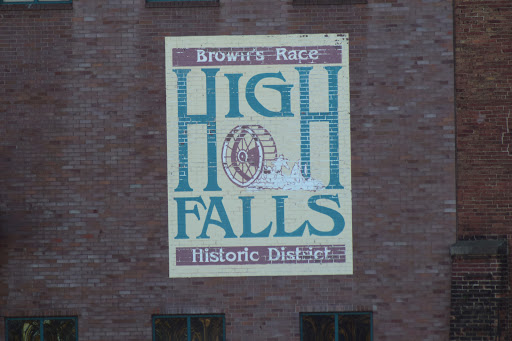 Brown's Race
HIGH
FALLS
Historic District